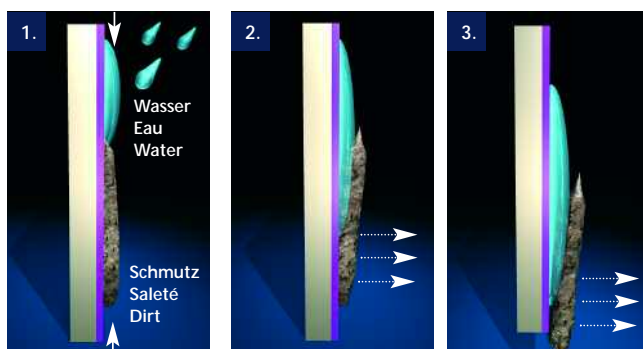 1.
Wasser
Eau
Water
Schmutz
Saleté
Dirt
2.
3.